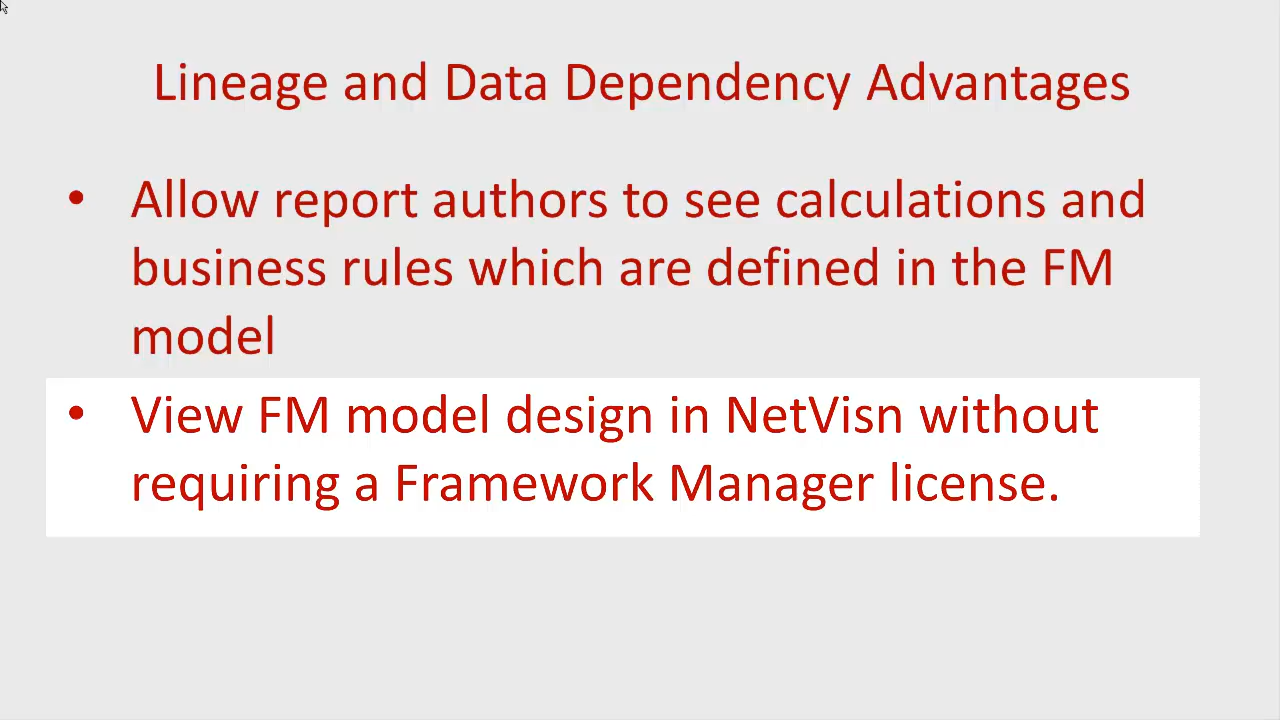 Lineage and Data Dependency Advantages
• Allow report authors to see calculations and
business rules which are defined in the FM
model
• View FM model design in NetVisn without
requiring a Framework Manager license.